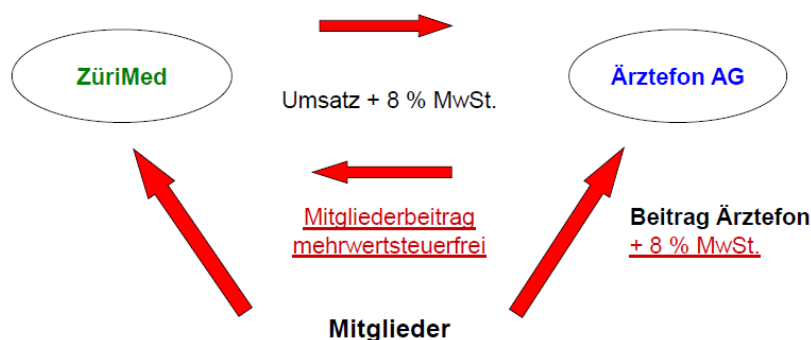 ZüriMed
Ärztefon AG
Umsatz + 8 % MwSt.
Mitgliederbeitrag
mehrwertsteuerfrei
Beitrag Ärztefon
+ 8 % MwSt.
Mitglieder